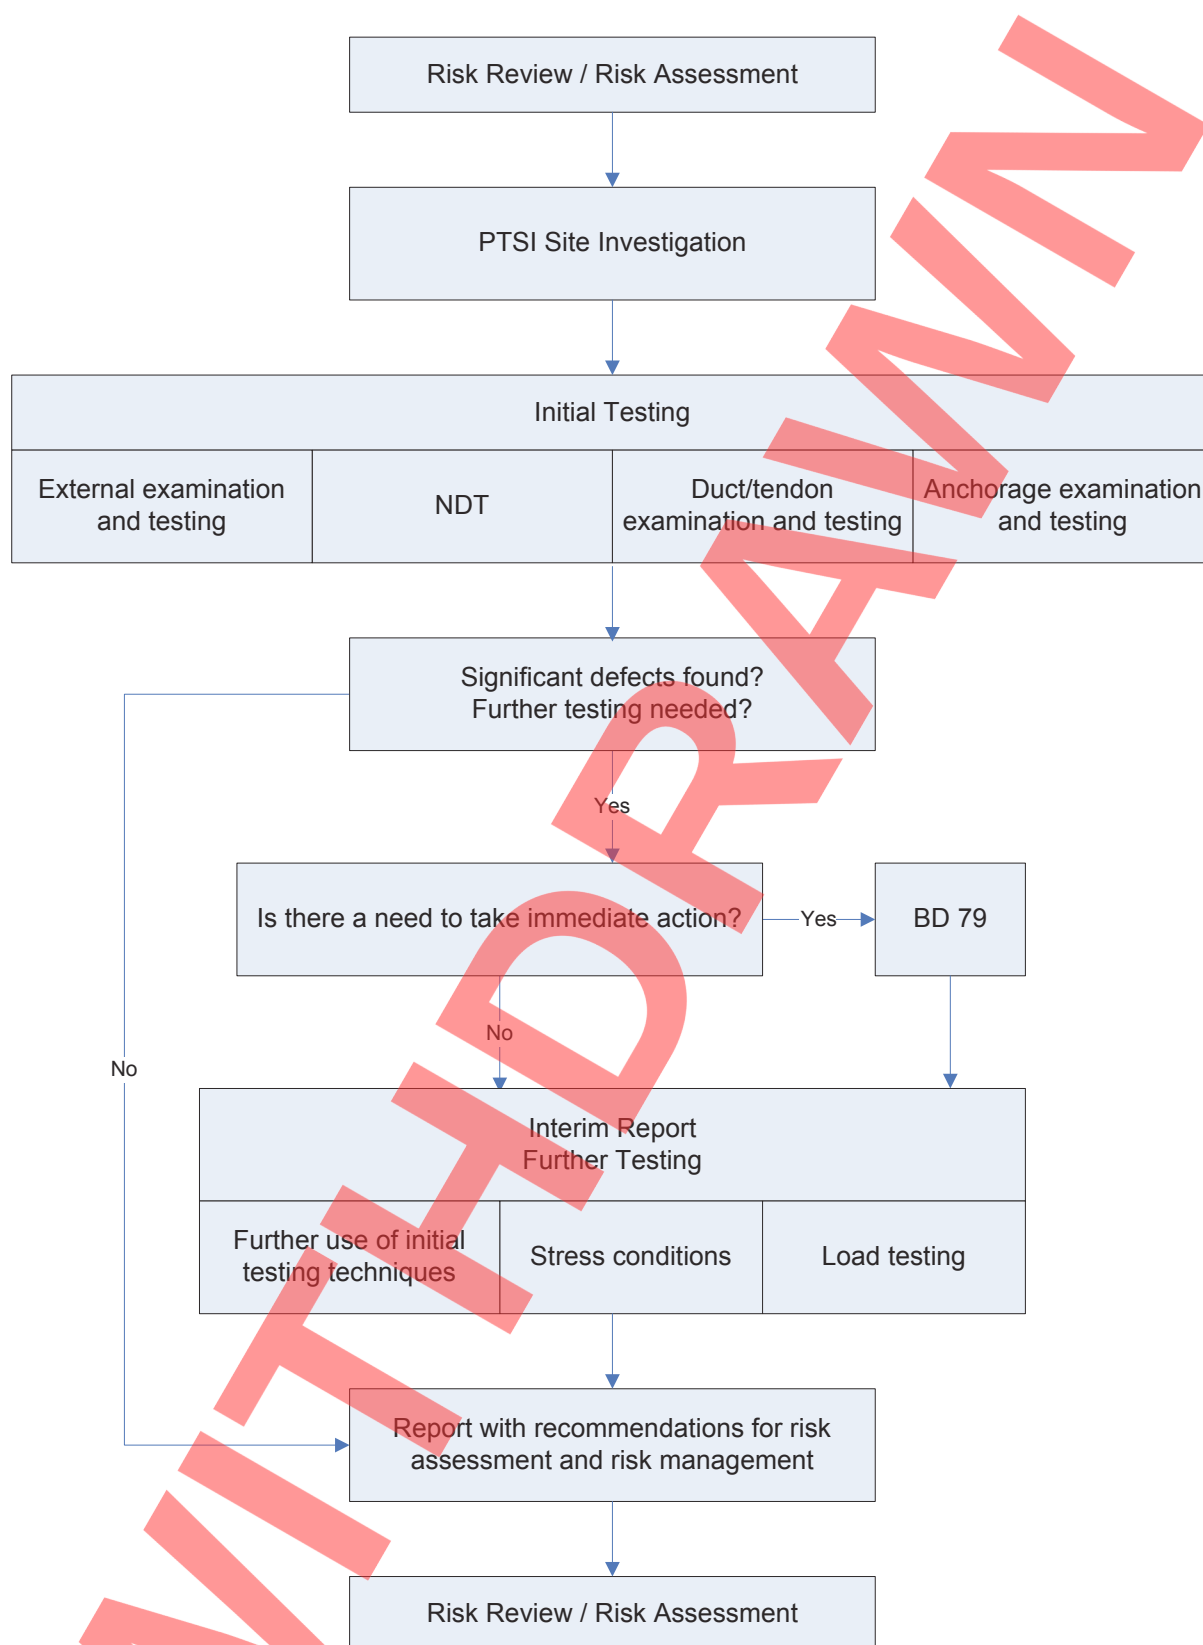 Risk Review / Risk Assessment
PTSI Site Investigation
Initial Testing
External examination
and testing
NDT
Duct/tendon
examination and testing
Anchorage examination
and testing
Significant defects found?
Further testing needed?
Yes
Is there a need to take immediate action?
Yes
BD 79
No
No
Interim Report
Further Testing
Further use of initial
testing techniques
Stress conditions
Load testing
Report with recommendations for risk
assessment and risk management
Risk Review / Risk Assessment
WITHDRAWN